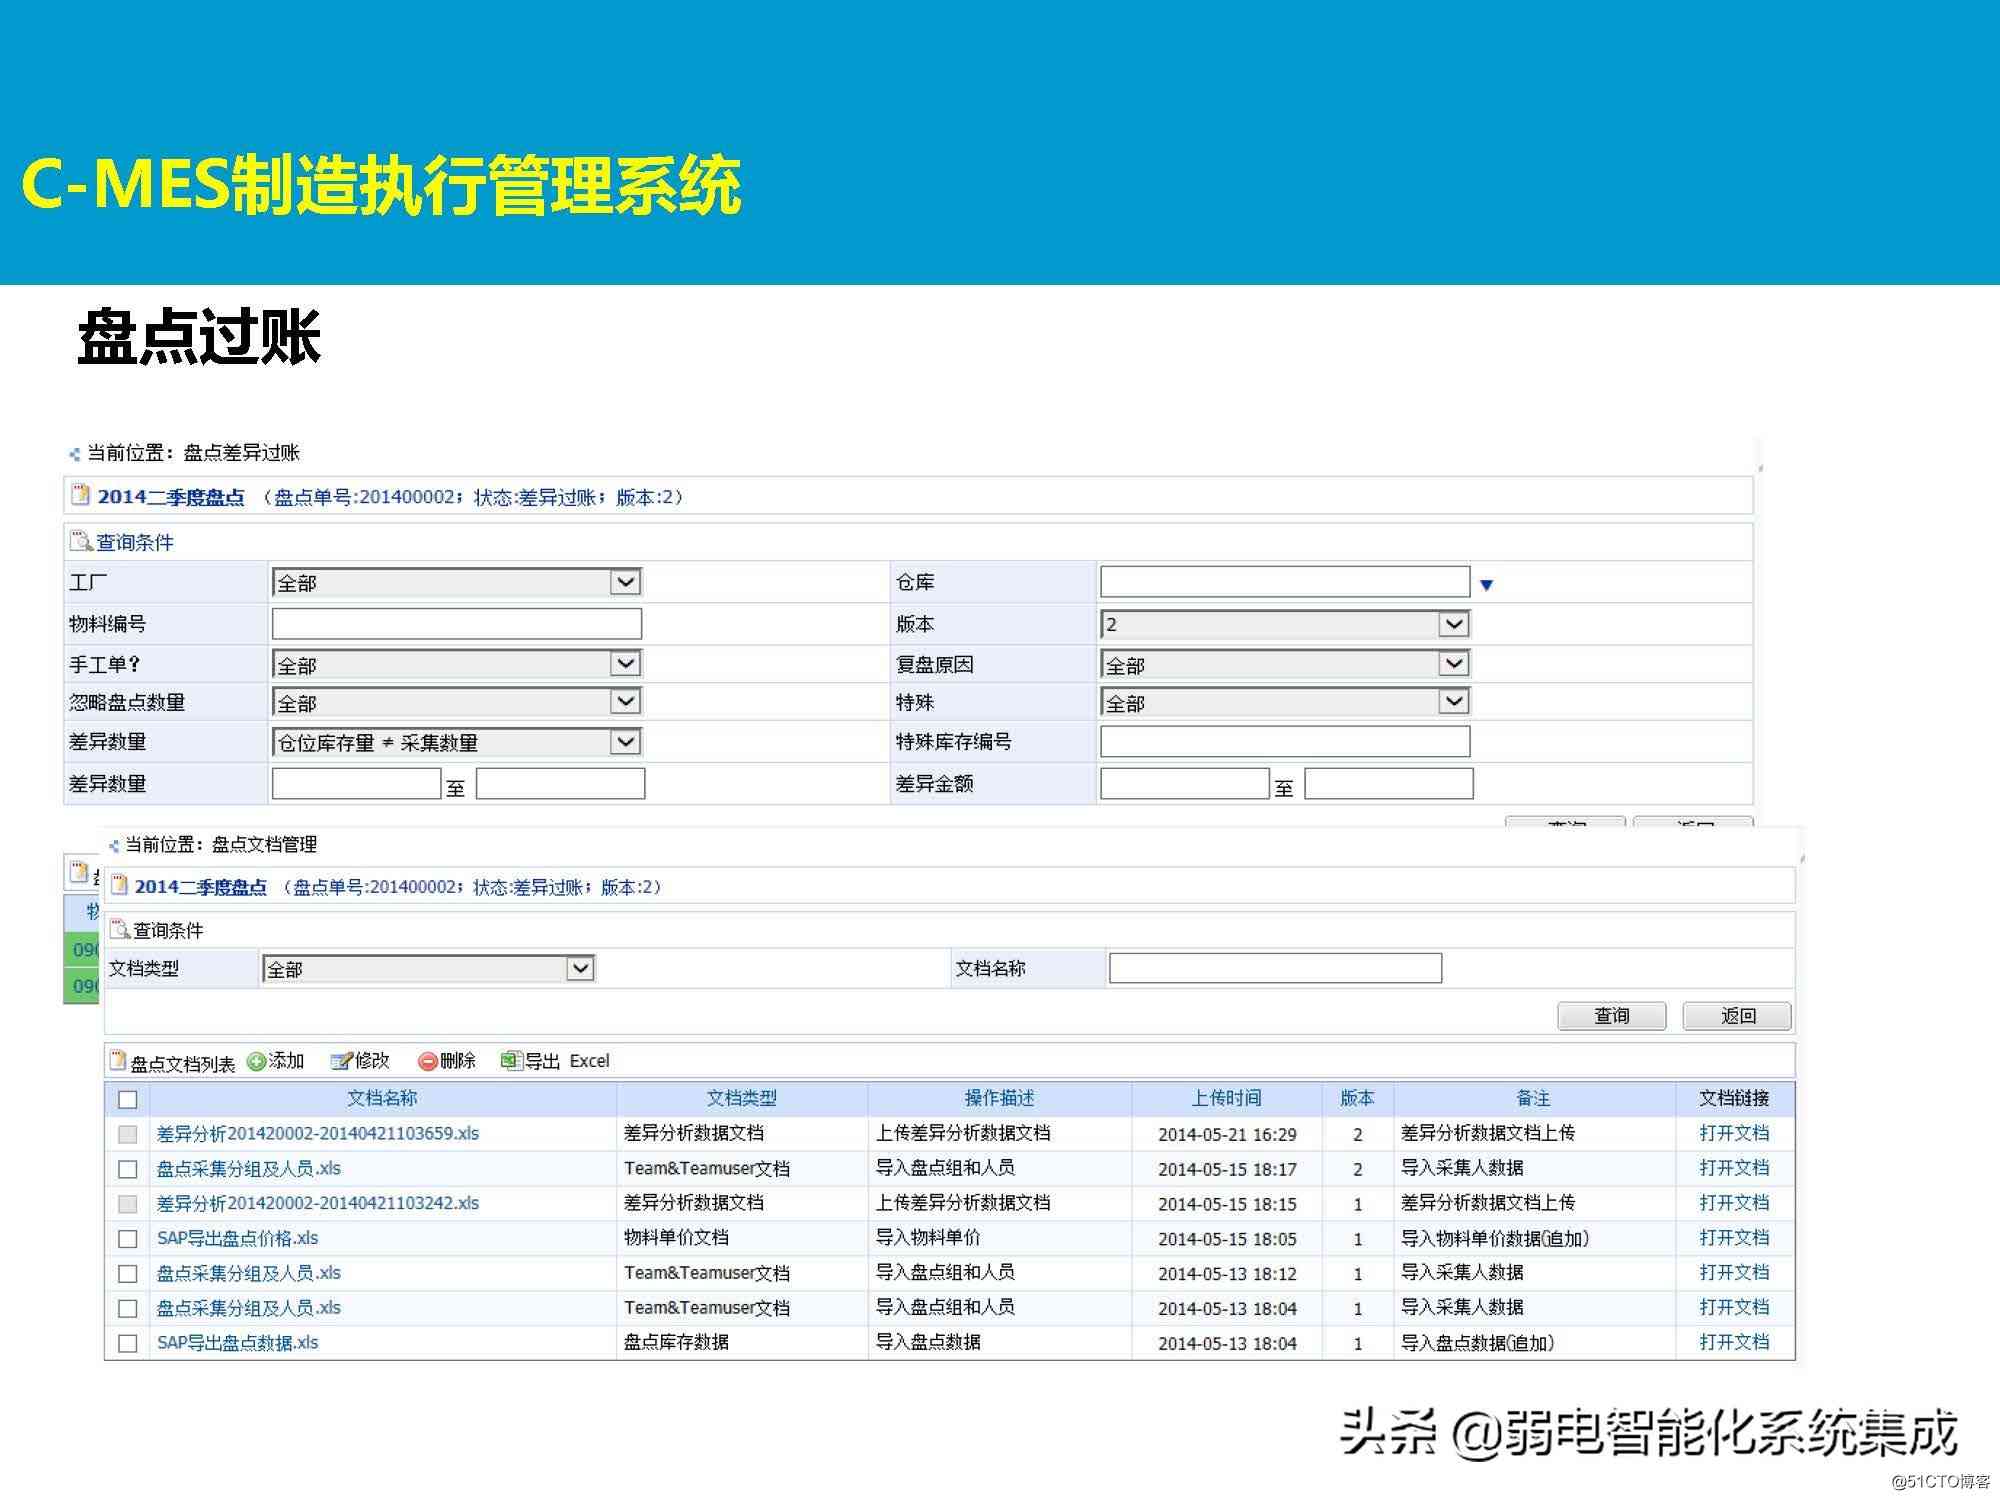 C-MES制造执行管理系统
盘点过账
当前位置：盘点差异过账
2014二季度盘点 （盘点单号:201400002；状态:差异过账；版本:2）
查询条件
工厂 全部 仓库
物料编号 版本 2
手工单？ 全部 复盘原因 全部
忽略盘点数量 全部 特殊 全部
差异数量 仓位库存量 ≠ 采集数量 特殊库存编号
差异数量 至 差异金额 至
查询 返回
当前位置：盘点文档管理
2014二季度盘点 （盘点单号:201400002；状态:差异过账；版本:2）
物
查询条件
090
文档类型 全部 文档名称
090
查询 返回
盘点文档列表 添加 修改 删除 导出 Excel
文档名称 文档类型 操作描述 上传时间 版本 备注 文档链接
差异分析201420002-20140421103659.xls 差异分析数据文档 上传差异分析数据文档 2014-05-21 16:29 2 差异分析数据文档上传 打开文档
盘点采集分组及人员.xls Team&Teamuser文档 导入盘点组和人员 2014-05-15 18:17 2 导入采集人数据 打开文档
差异分析201420002-20140421103242.xls 差异分析数据文档 上传差异分析数据文档 2014-05-15 18:15 1 差异分析数据文档上传 打开文档
SAP导出盘点价格.xls 物料单价文档 导入物料单价 2014-05-15 18:05 1 导入物料单价数据(追加) 打开文档
盘点采集分组及人员.xls Team&Teamuser文档 导入盘点组和人员 2014-05-13 18:12 1 导入采集人数据 打开文档
盘点采集分组及人员.xls Team&Teamuser文档 导入盘点组和人员 2014-05-13 18:04 1 导入采集人数据 打开文档
SAP导出盘点数据.xls 盘点库存数据 导入盘点数据 2014-05-13 18:04 1 导入盘点数据(追加) 打开文档
头条 @弱电智能化系统集成
@51CTO博客